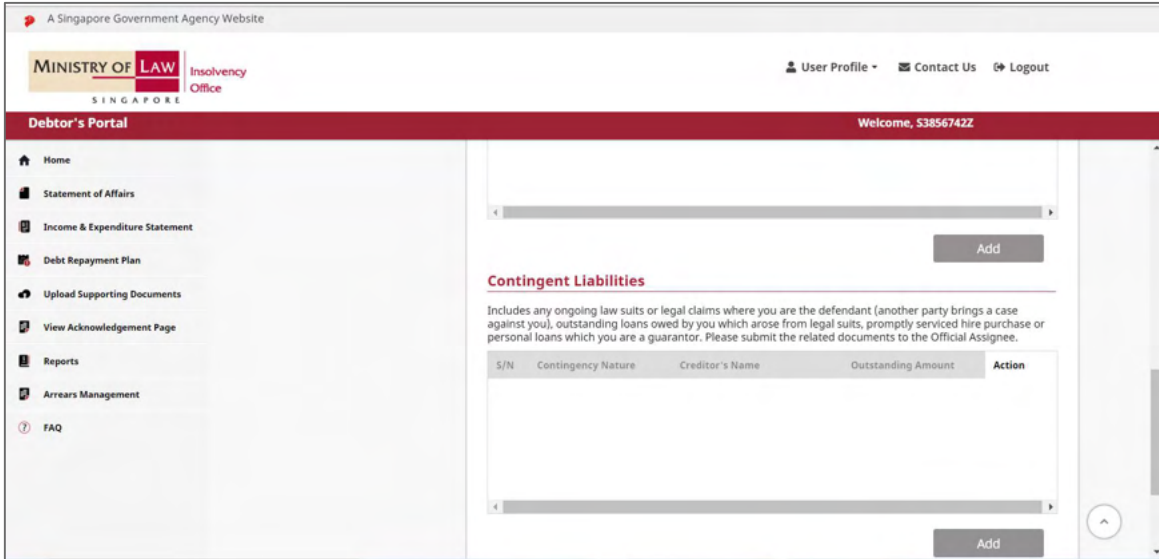 A Singapore Government Agency Website
MINISTRY OF LAW
SINGAPORE
Insolvency
Office
User Profile
Contact Us
Logout
Debtor's Portal
Welcome, S3856742Z
Home
Statement of Affairs
Income & Expenditure Statement
Debt Repayment Plan
Upload Supporting Documents
View Acknowledgement Page
Reports
Arrears Management
? FAQ
Add
Contingent Liabilities
Includes any ongoing law suits or legal claims where you are the defendant (another party brings a case
against you), outstanding loans owed by you which arose from legal suits, promptly serviced hire purchase or
personal loans which you are a guarantor. Please submit the related documents to the Official Assignee.
S/N Contingency Nature Creditor's Name Outstanding Amount Action
Add